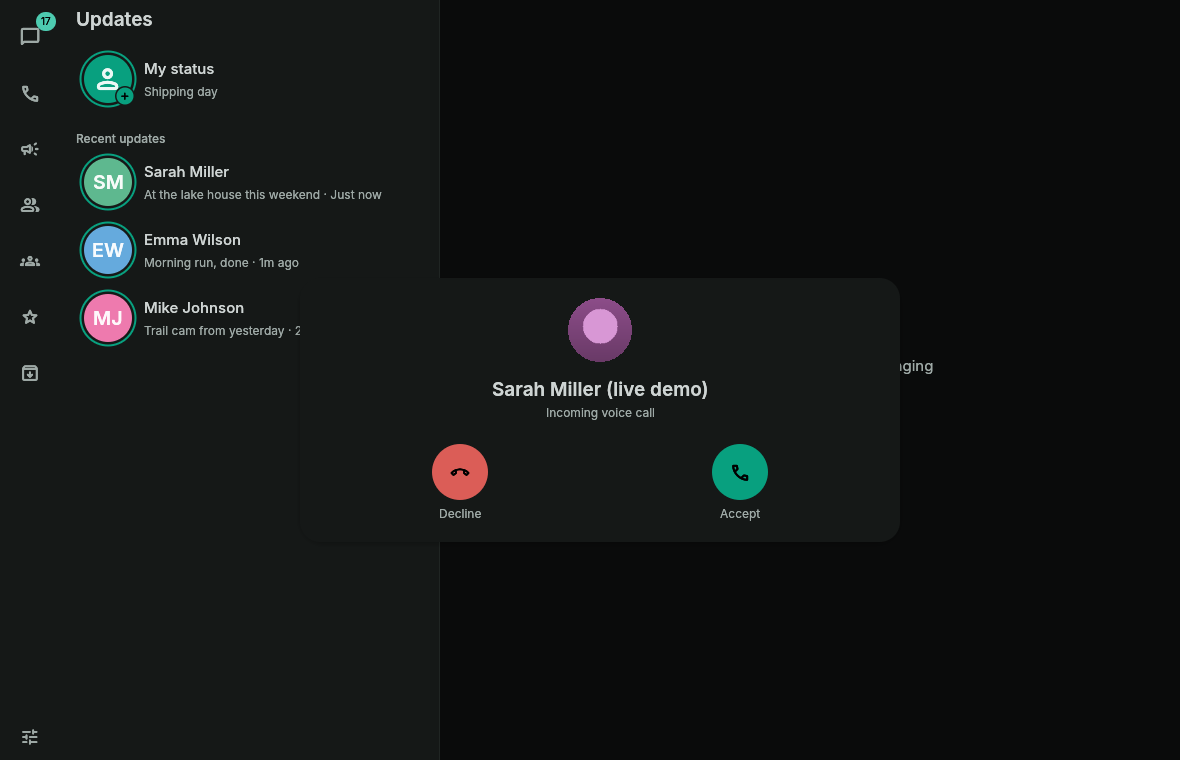 17
Updates
My status
Shipping day
Recent updates
SM
Sarah Miller
At the lake house this weekend · Just now
EW
Emma Wilson
Morning run, done · 1m ago
MJ
Mike Johnson
Trail cam from yesterday ·
Sarah Miller (live demo)
Incoming voice call
Decline
Accept